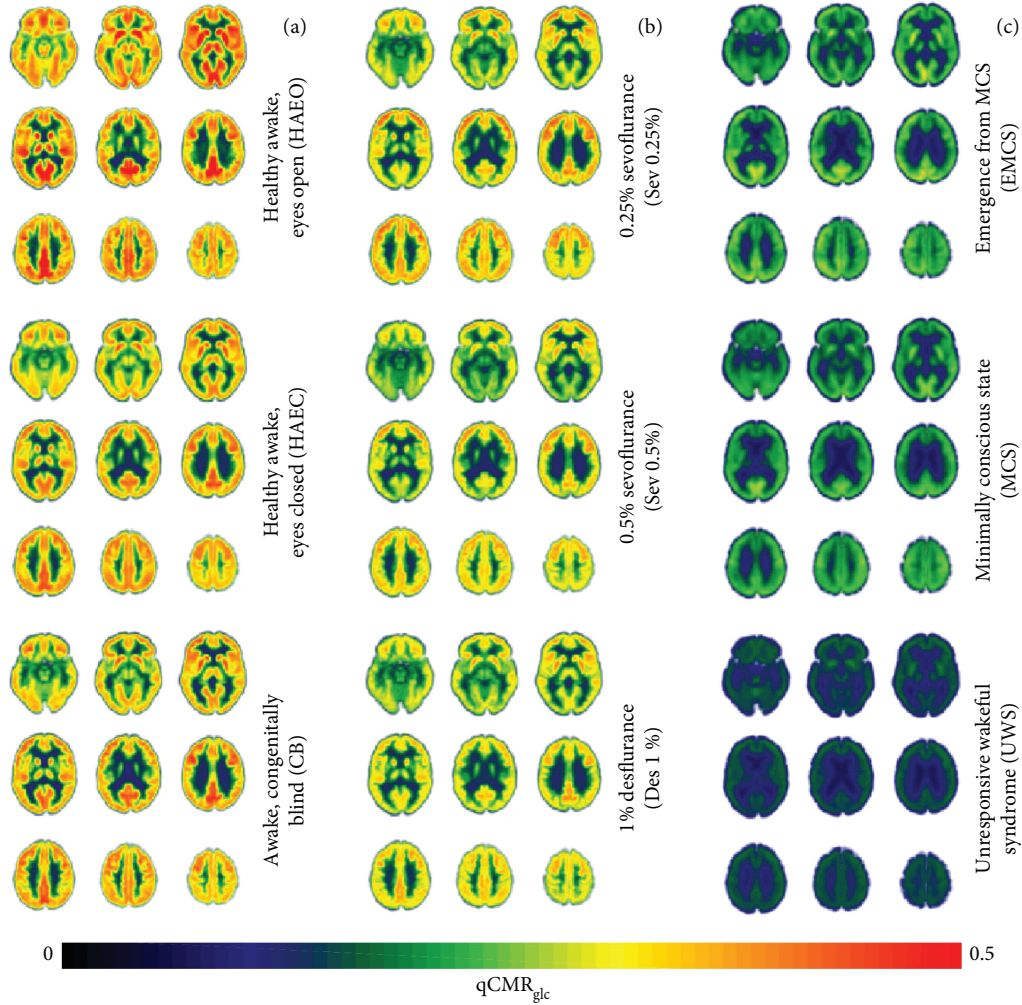 (a)
Healthy awake,
eyes open (HAEO)
Healthy awake,
eyes closed (HAEC)
Awake, congenitally
blind (CB)
(b)
0.25% sevoflurance
(Sev 0.25%)
0.5% sevoflurance
(Sev 0.5%)
1% desflurance
(Des 1 %)
(c)
Emergence from MCS
(EMCS)
Minimally conscious state
(MCS)
Unresponsive wakeful
syndrome (UWS)
0
0.5
qCMRglc